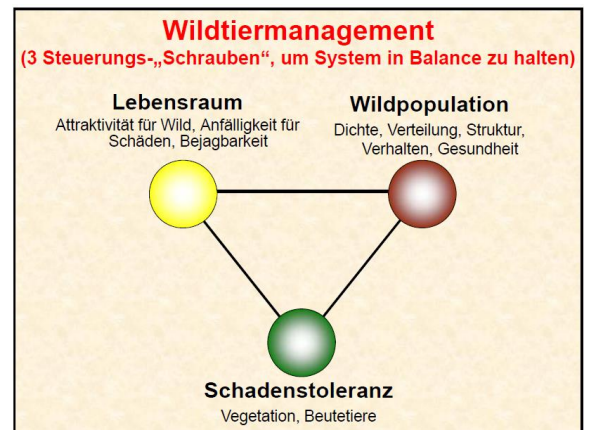 Wildtiermanagement
(3 Steuerungs-„Schrauben“, um System in Balance zu halten)
Lebensraum
Attraktivität für Wild, Anfälligkeit für
Schäden, Bejagbarkeit
Wildpopulation
Dichte, Verteilung, Struktur,
Verhalten, Gesundheit
Schadenstoleranz
Vegetation, Beutetiere